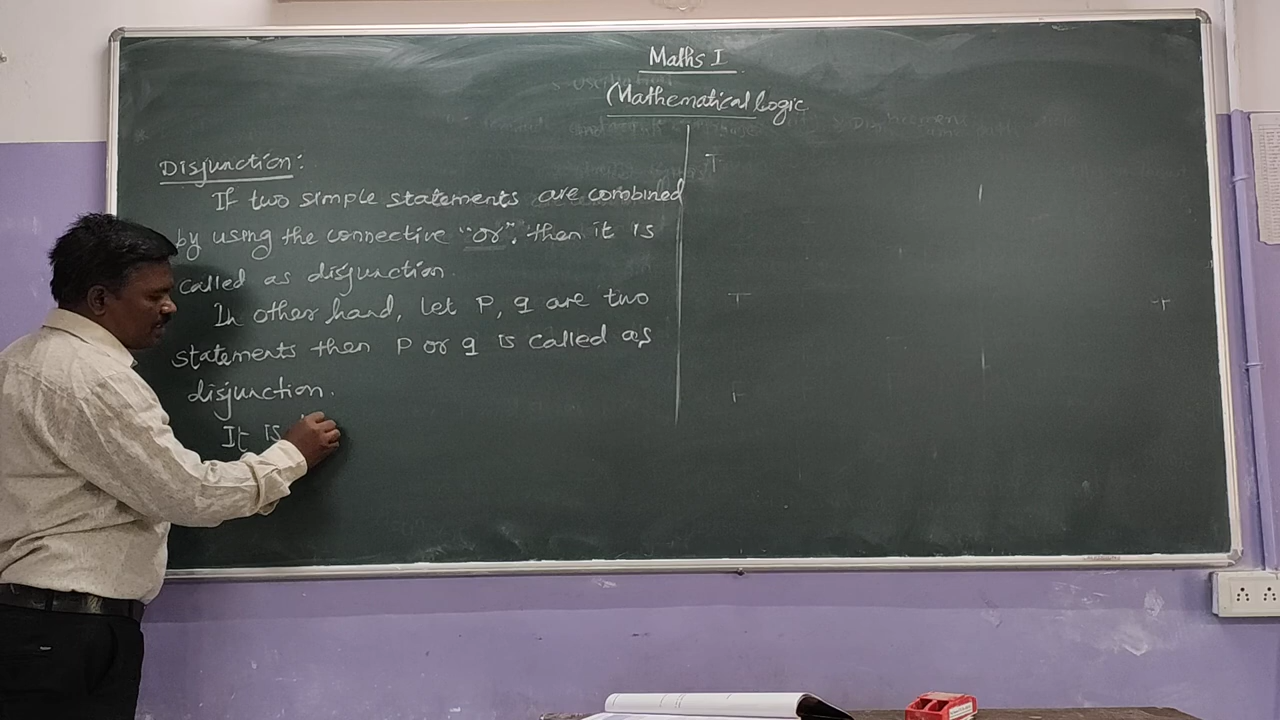 Maths I
(Mathematical Logic
Disjunction:
If two simple statements are combined
by using the connective "or", then it is
called as disjunction.
In other hand, let P, q are two
statements then P or q is called as
disjunction.
It is
T
T